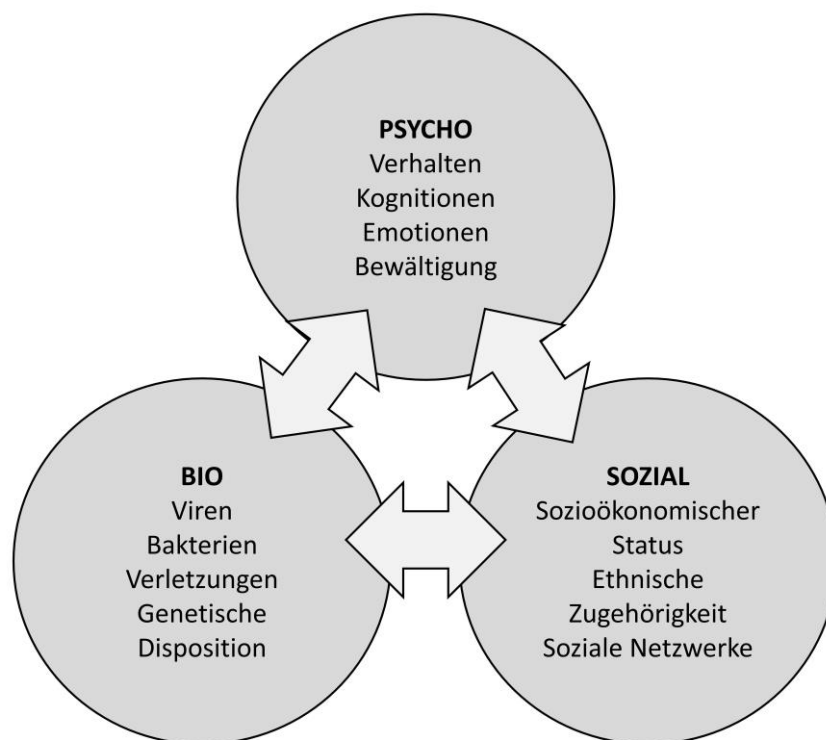 PSYCHO
Verhalten
Kognitionen
Emotionen
Bewältigung
BIO
Viren
Bakterien
Verletzungen
Genetische
Disposition
SOZIAL
Sozioökonomischer
Status
Ethnische
Zugehörigkeit
Soziale Netzwerke